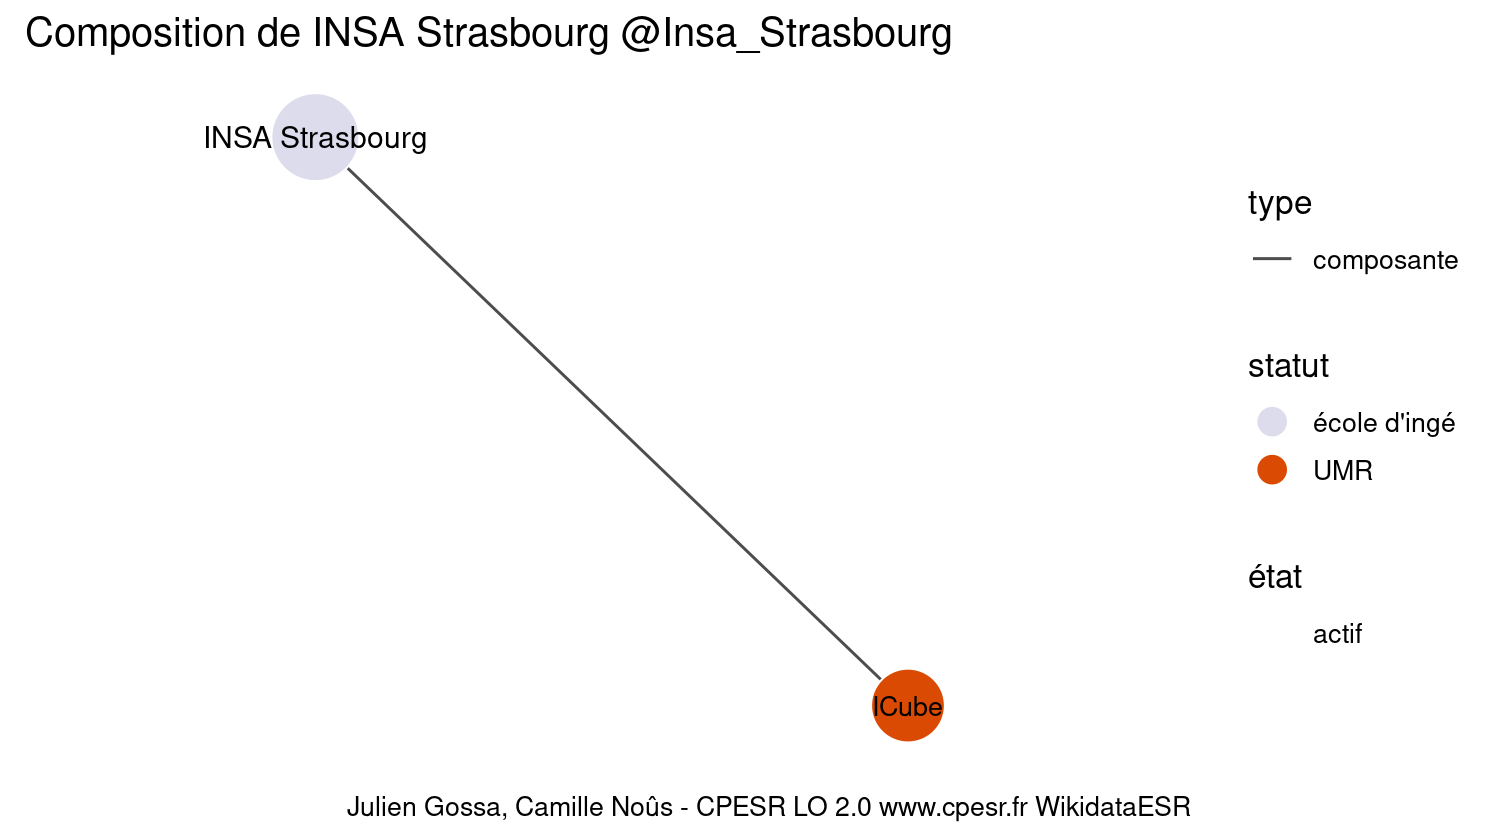 Composition de INSA Strasbourg @Insa_Strasbourg
INSA Strasbourg
type
composante
statut
école d'ingé
UMR
état
actif
ICube
Julien Gossa, Camille Noûs - CPESR LO 2.0 www.cpesr.fr WikidataESR